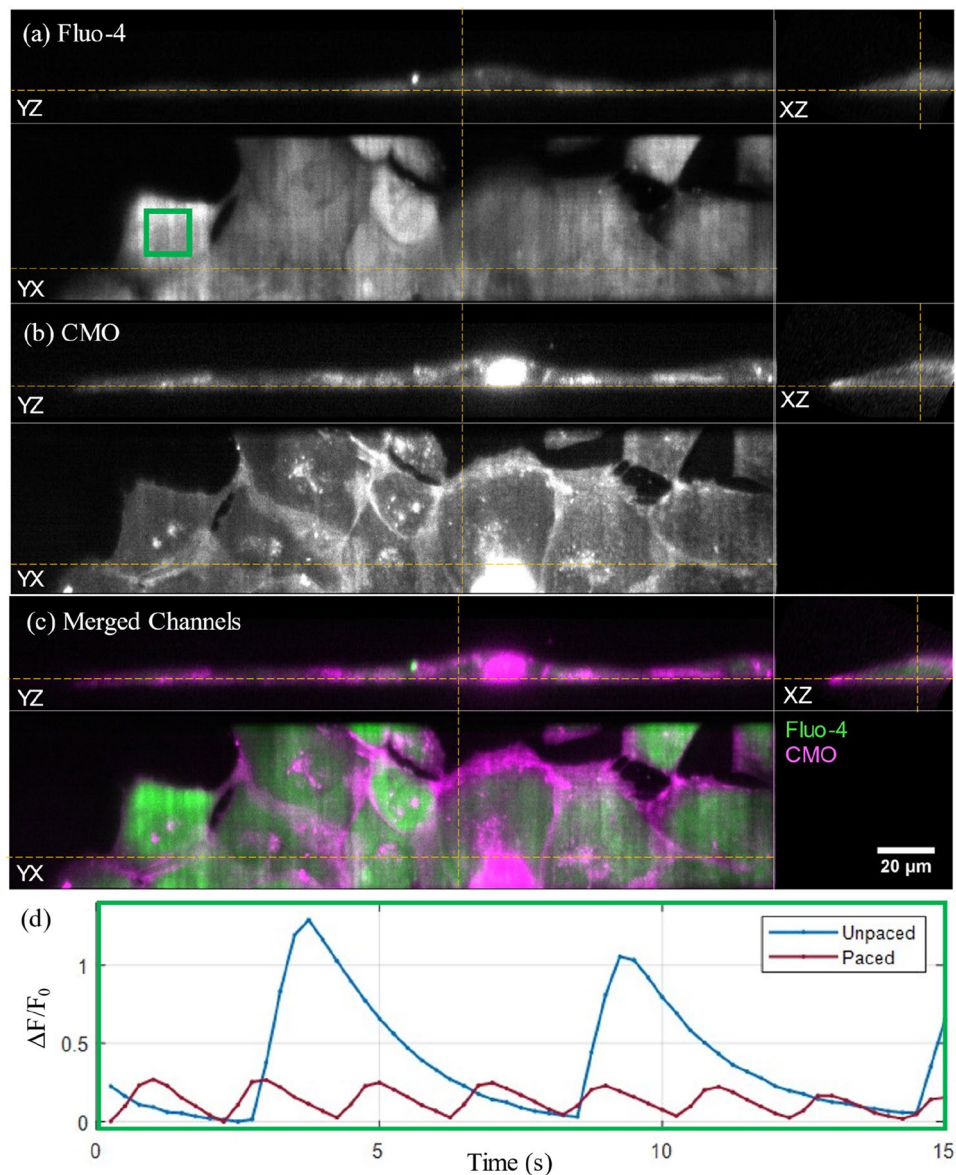 (a) Fluo-4
YZ
XZ
YX
(b) CMO
YZ
XZ
YX
(c) Merged Channels
YZ
XZ
Fluo-4
CMO
20 μm
YX
(d)
Unpaced
Paced
ΔF/F₀
1
0.5
0
0 5 10 15
Time (s)